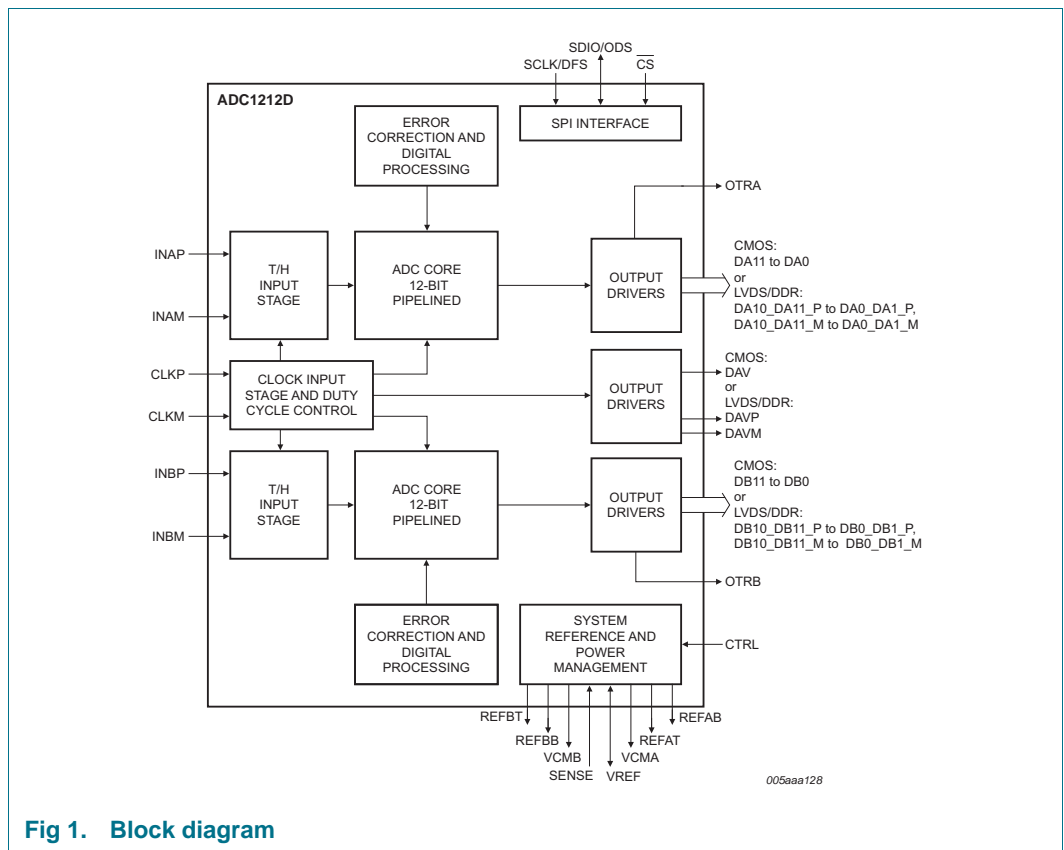 SDIO/ODS
SCLK/DFS
CS
ADC1212D
ERROR
CORRECTION AND
DIGITAL
PROCESSING
SPI INTERFACE
OTRA
INAP
INAM
T/H
INPUT
STAGE
ADC CORE
12-BIT
PIPELINED
OUTPUT
DRIVERS
CMOS:
DA11 to DA0
or
LVDS/DDR:
DA10_DA11_P to DA0_DA1_P,
DA10_DA11_M to DA0_DA1_M
CLKP
CLKM
CLOCK INPUT
STAGE AND DUTY
CYCLE CONTROL
OUTPUT
DRIVERS
CMOS:
DAV
or
LVDS/DDR:
DAVP
DAVM
INBP
INBM
T/H
INPUT
STAGE
ADC CORE
12-BIT
PIPELINED
OUTPUT
DRIVERS
CMOS:
DB11 to DB0
or
LVDS/DDR:
DB10_DB11_P to DB0_DB1_P,
DB10_DB11_M to DB0_DB1_M
OTRB
ERROR
CORRECTION AND
DIGITAL
PROCESSING
SYSTEM
REFERENCE AND
POWER
MANAGEMENT
CTRL
REFBT
REFBB
VCMB
SENSE
VREF
VCMA
REFAT
REFAB
005aaa128
Fig 1. Block diagram